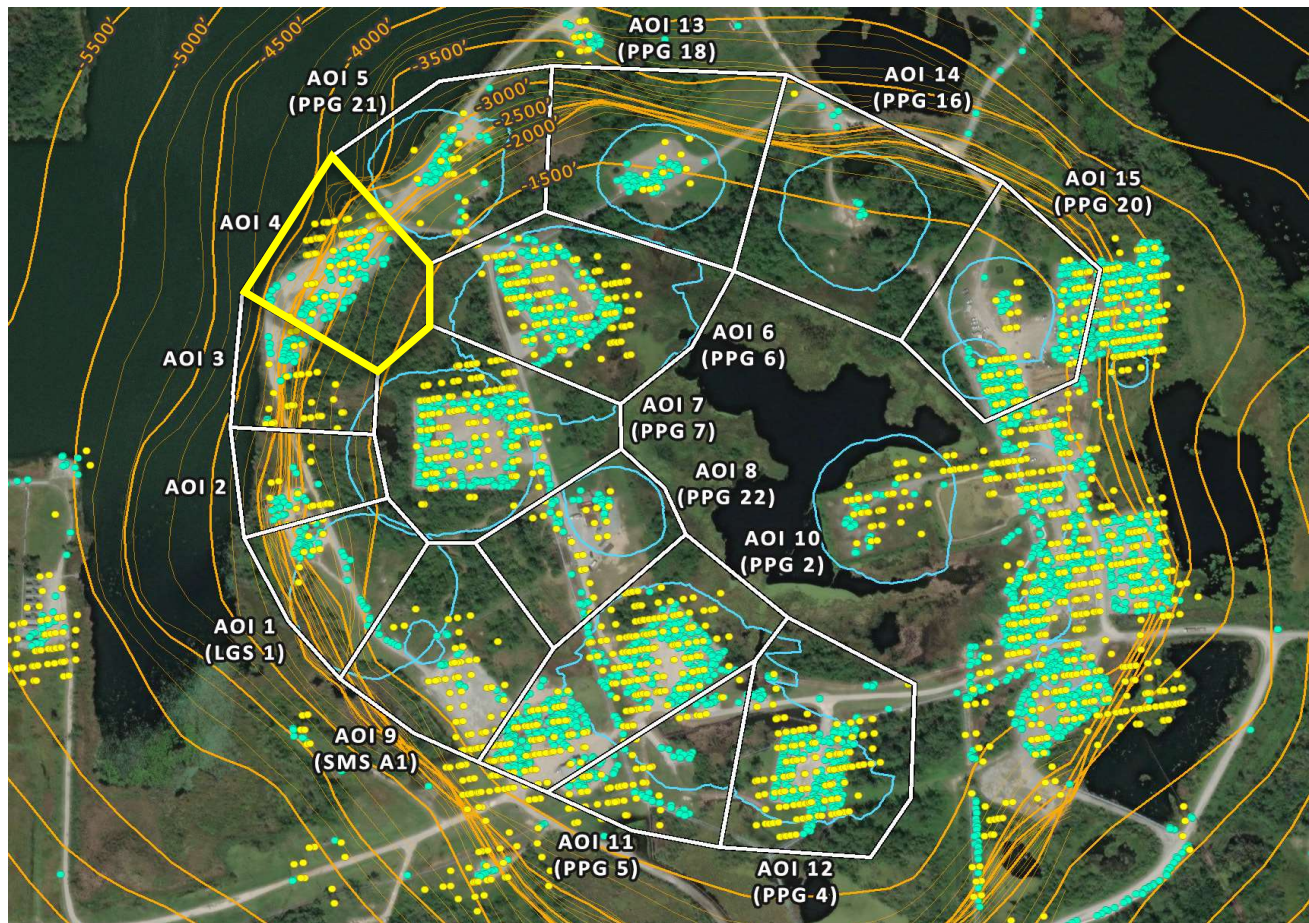 -5500'
-5000'
-4500'
-4000'
-3500'
-3000'
-2500'
-2000'
-1500'
AOI 13
(PPG 18)
AOI 14
(PPG 16)
AOI 5
(PPG 21)
AOI 15
(PPG 20)
AOI 4
AOI 3
AOI 6
(PPG 6)
AOI 7
(PPG 7)
AOI 2
AOI 8
(PPG 22)
AOI 10
(PPG 2)
AOI 1
(LGS 1)
AOI 9
(SMS A1)
AOI 11
(PPG 5)
AOI 12
(PPG 4)